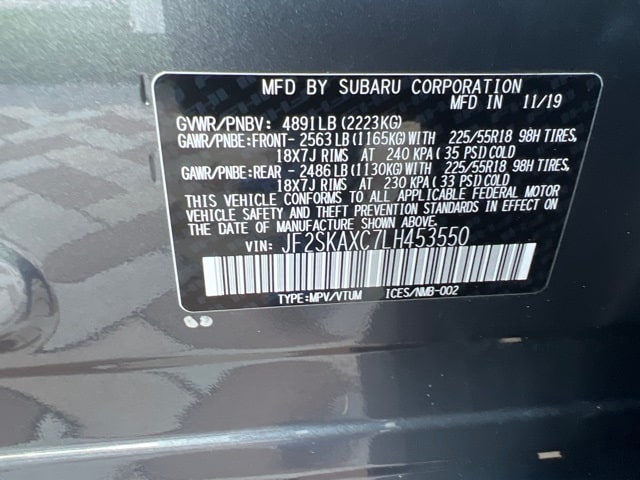 MFD BY SUBARU CORPORATION
MFD IN 11/19
GVWR/PNBV: 4891LB (2223KG)
GAWR/PNBE:FRONT- 2563LB (1165KG) WITH 225/55R18 98H TIRES,
18X7J RIMS AT 240 KPA ( 35 PSI) COLD
GAWR/PNBE:REAR - 2486LB (1130KG) WITH 225/55R18 98H TIRES,
18X7J RIMS AT 230 KPA ( 33 PSI) COLD
THIS VEHICLE CONFORMS TO ALL APPLICABLE FEDERAL MOTOR
VEHICLE SAFETY AND THEFT PREVENTION STANDARDS IN EFFECT ON
THE DATE OF MANUFACTURE SHOWN ABOVE.
VIN: JF2SKAXC7LH453550
TYPE:MPV/VTUM ICES/NMB-002